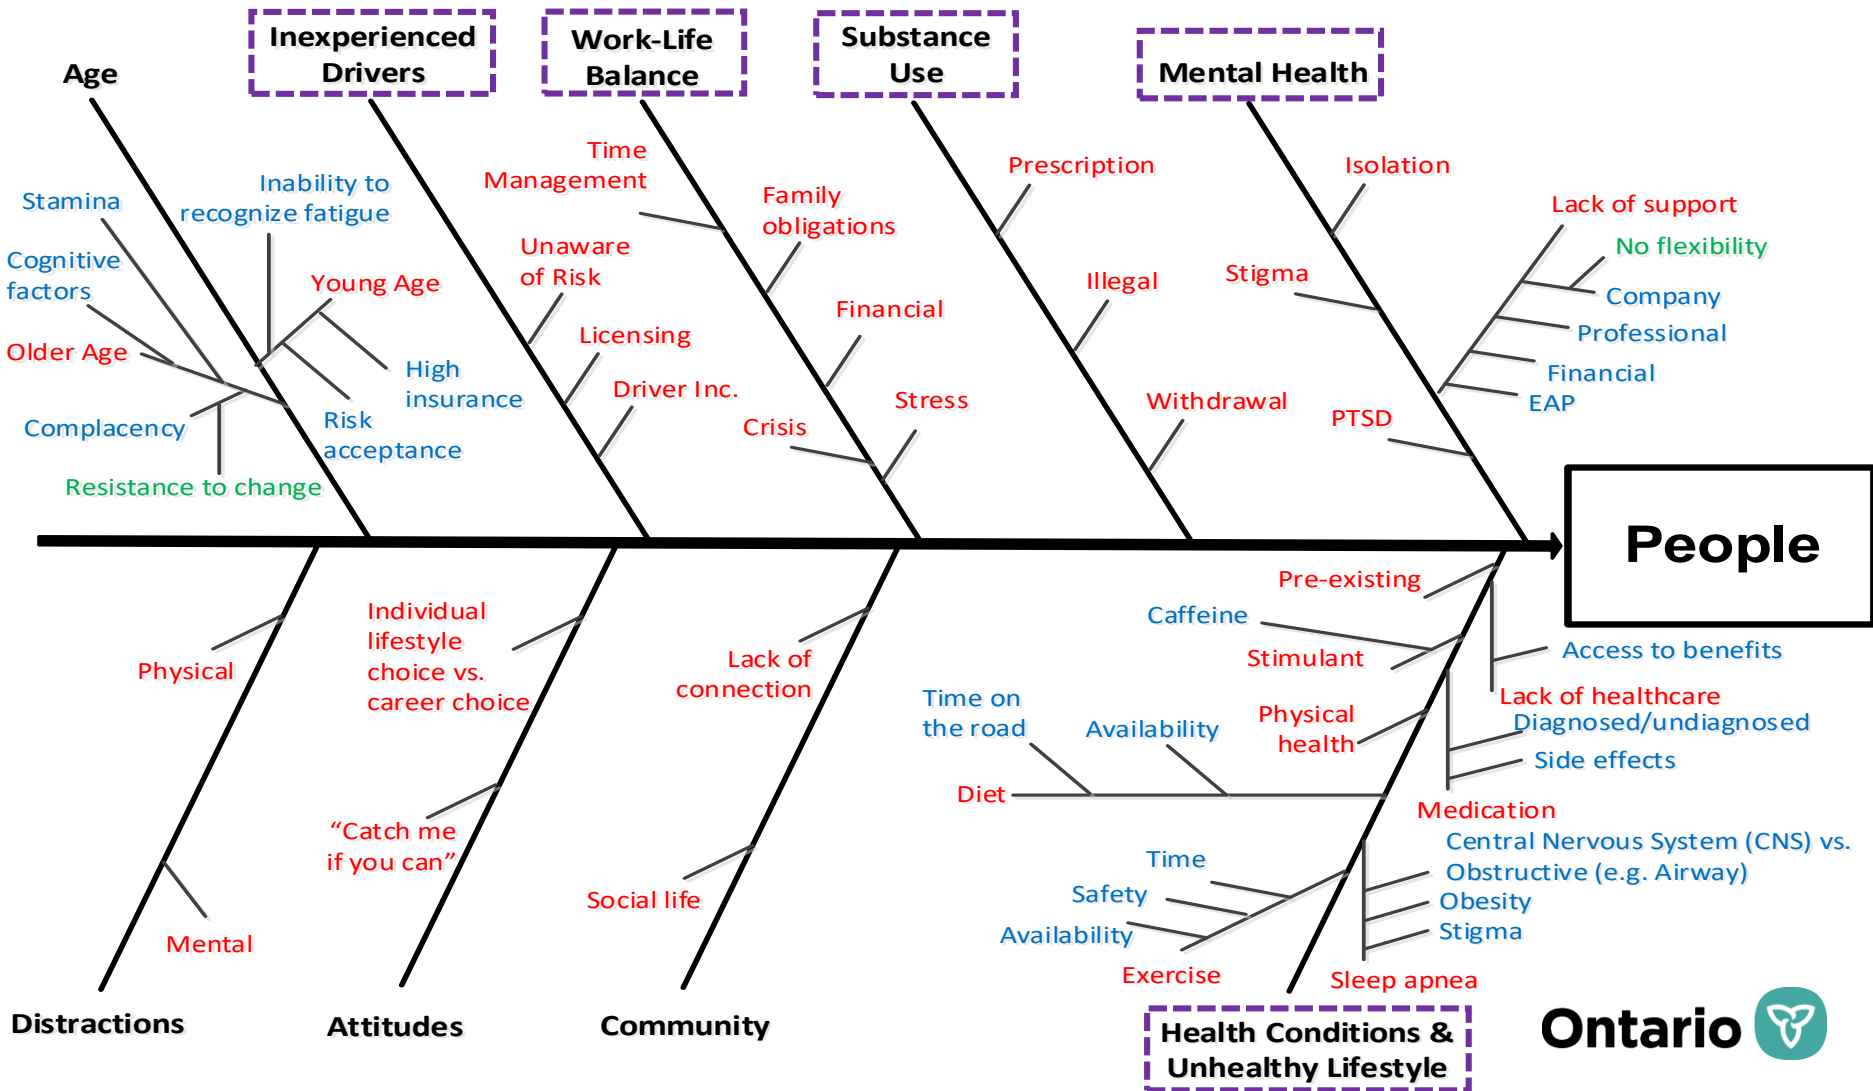 Age
Inexperienced
Drivers
Work-Life
Balance
Substance
Use
Mental Health
Stamina
Inability to
recognize fatigue
Cognitive
factors
Young Age
Older Age
High
insurance
Complacency
Risk
acceptance
Resistance to change
Unaware
of Risk
Licensing
Driver Inc.
Time
Management
Family
obligations
Financial
Stress
Crisis
Prescription
Illegal
Withdrawal
Isolation
Stigma
PTSD
Lack of support
No flexibility
Company
Professional
Financial
EAP
People
Physical
Mental
Distractions
Individual
lifestyle
choice vs.
career choice
“Catch me
if you can”
Attitudes
Lack of
connection
Social life
Community
Pre-existing
Caffeine
Stimulant
Access to benefits
Lack of healthcare
Physical
health
Diagnosed/undiagnosed
Side effects
Medication
Time on
the road
Availability
Diet
Central Nervous System (CNS) vs.
Obstructive (e.g. Airway)
Obesity
Stigma
Sleep apnea
Time
Safety
Availability
Exercise
Health Conditions &
Unhealthy Lifestyle
Ontario